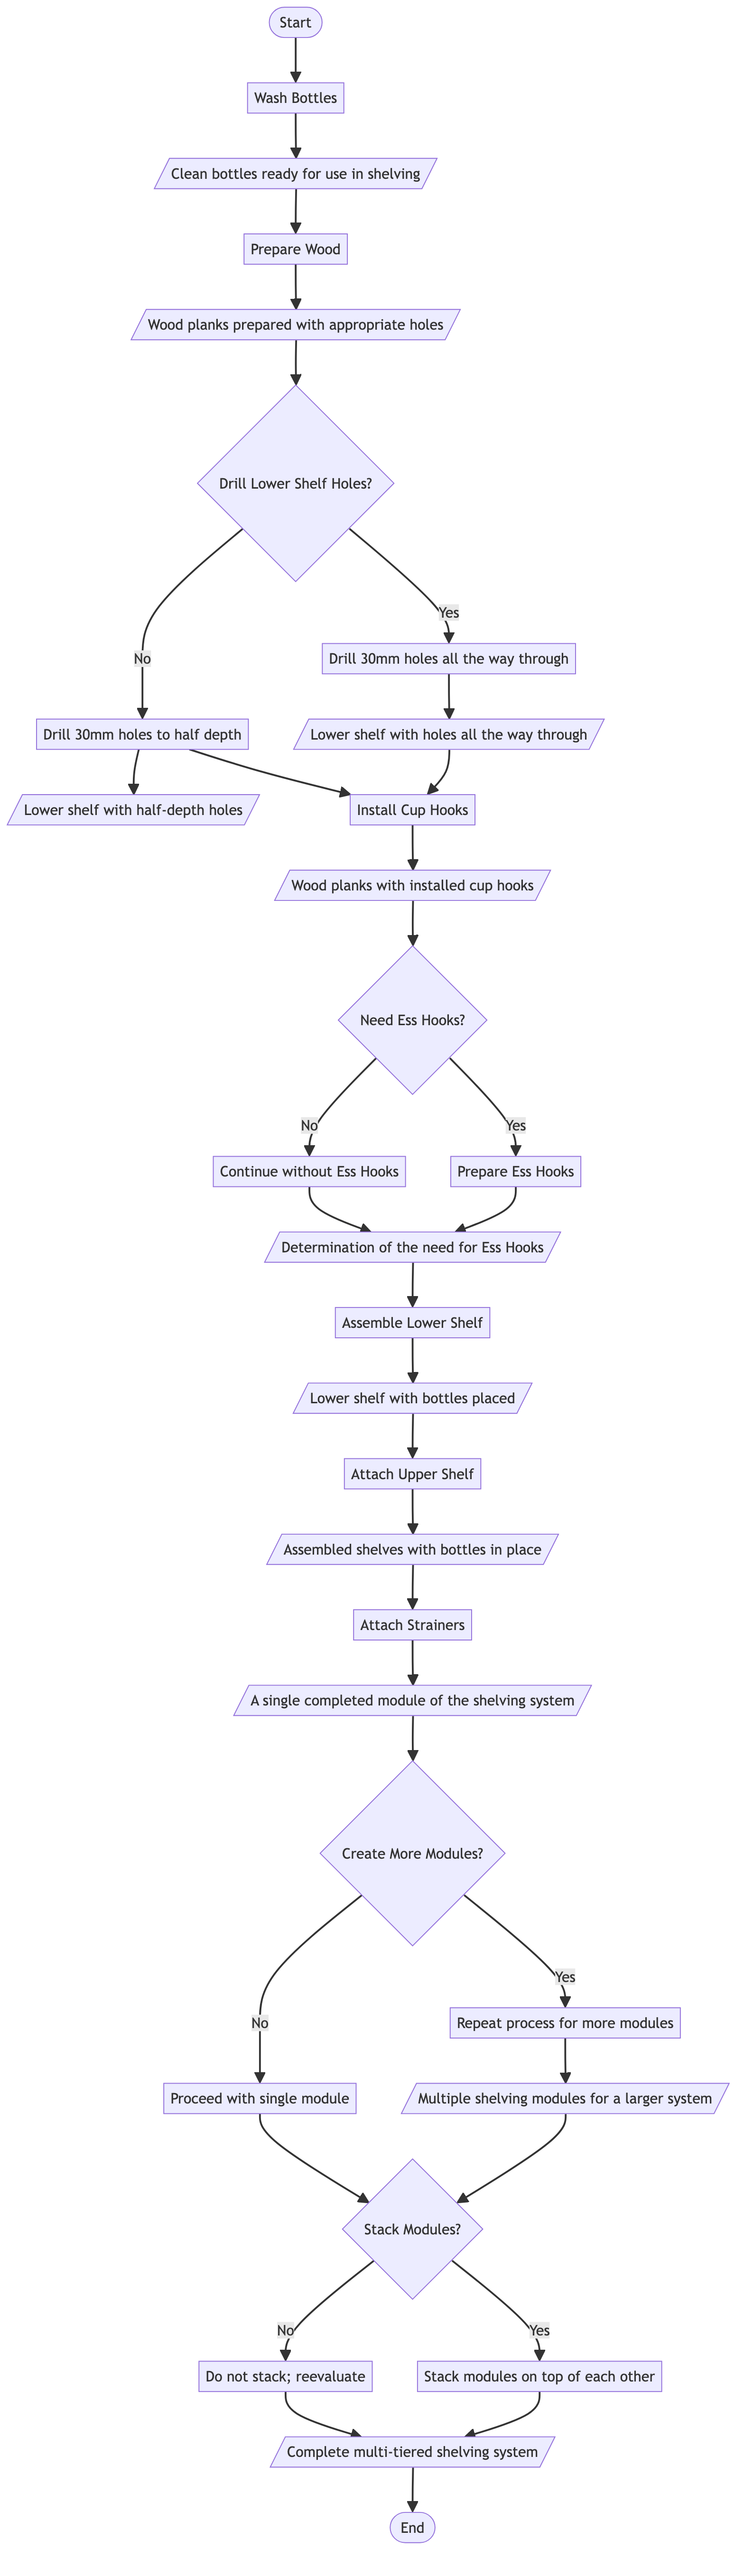 Start
Wash Bottles
Clean bottles ready for use in shelving
Prepare Wood
Wood planks prepared with appropriate holes
Drill Lower Shelf Holes?
Yes
No
Drill 30mm holes all the way through
Drill 30mm holes to half depth
Lower shelf with holes all the way through
Lower shelf with half-depth holes
Install Cup Hooks
Wood planks with installed cup hooks
Need Ess Hooks?
No
Yes
Continue without Ess Hooks
Prepare Ess Hooks
Determination of the need for Ess Hooks
Assemble Lower Shelf
Lower shelf with bottles placed
Attach Upper Shelf
Assembled shelves with bottles in place
Attach Strainers
A single completed module of the shelving system
Create More Modules?
Yes
No
Repeat process for more modules
Proceed with single module
Multiple shelving modules for a larger system
Stack Modules?
No
Yes
Do not stack; reevaluate
Stack modules on top of each other
Complete multi-tiered shelving system
End